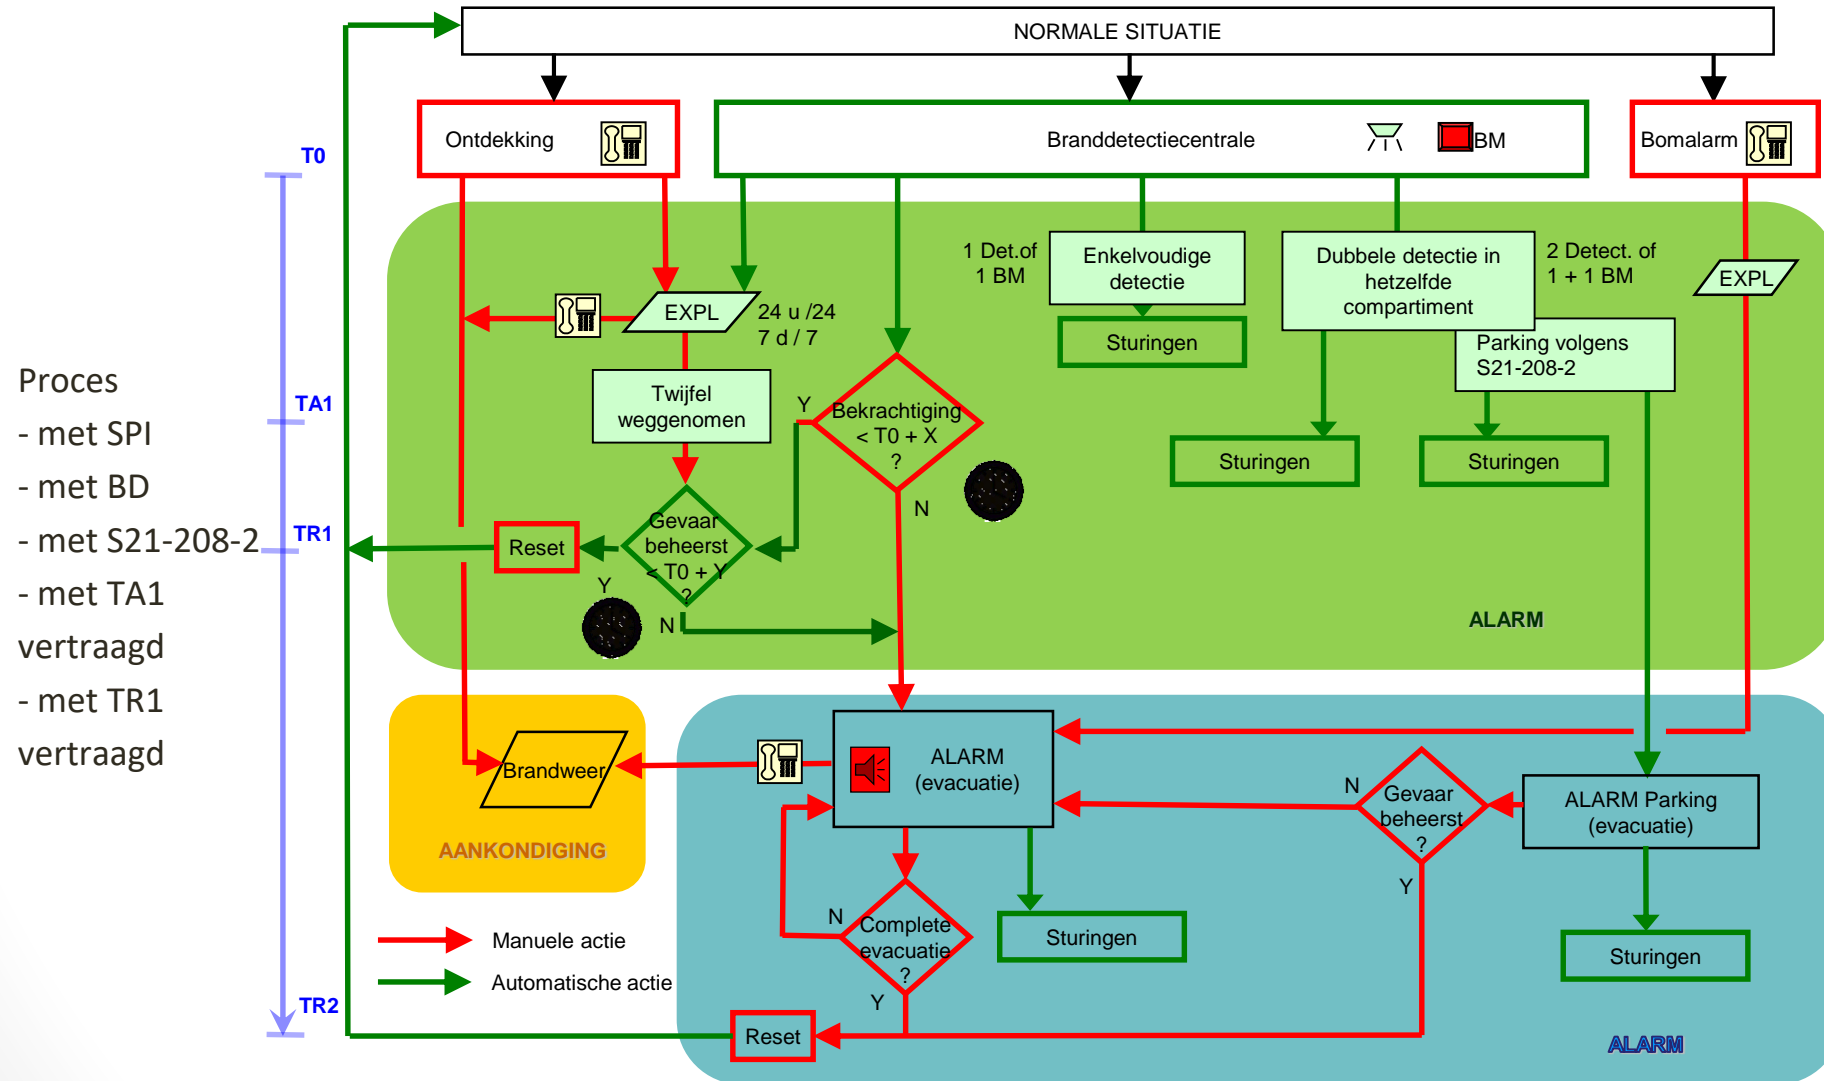 NORMALE SITUATIE
Ontdekking
Branddetectiecentrale
BM
Bomalarm
T0
1 Det.of
1 BM
Enkelvoudige
detectie
Dubbele detectie in
hetzelfde
compartiment
2 Detect. of
1 + 1 BM
EXPL
EXPL
24 u /24
7 d / 7
Sturingen
Parking volgens
S21-208-2
Proces
- met SPI
- met BD
- met S21-208-2
- met TA1
vertraagd
- met TR1
vertraagd
TA1
Twijfel
weggenomen
Y
Bekrachtiging
< T0 + X
?
N
Sturingen
Sturingen
TR1
Reset
Gevaar
beheerst
< T0 + Y
?
Y
N
ALARM
Brandweer
AANKONDIGING
ALARM
(evacuatie)
N
Gevaar
beheerst
?
Y
ALARM Parking
(evacuatie)
N
Complete
evacuatie
?
Y
Sturingen
Sturingen
Manuele actie
Automatische actie
TR2
Reset
ALARM